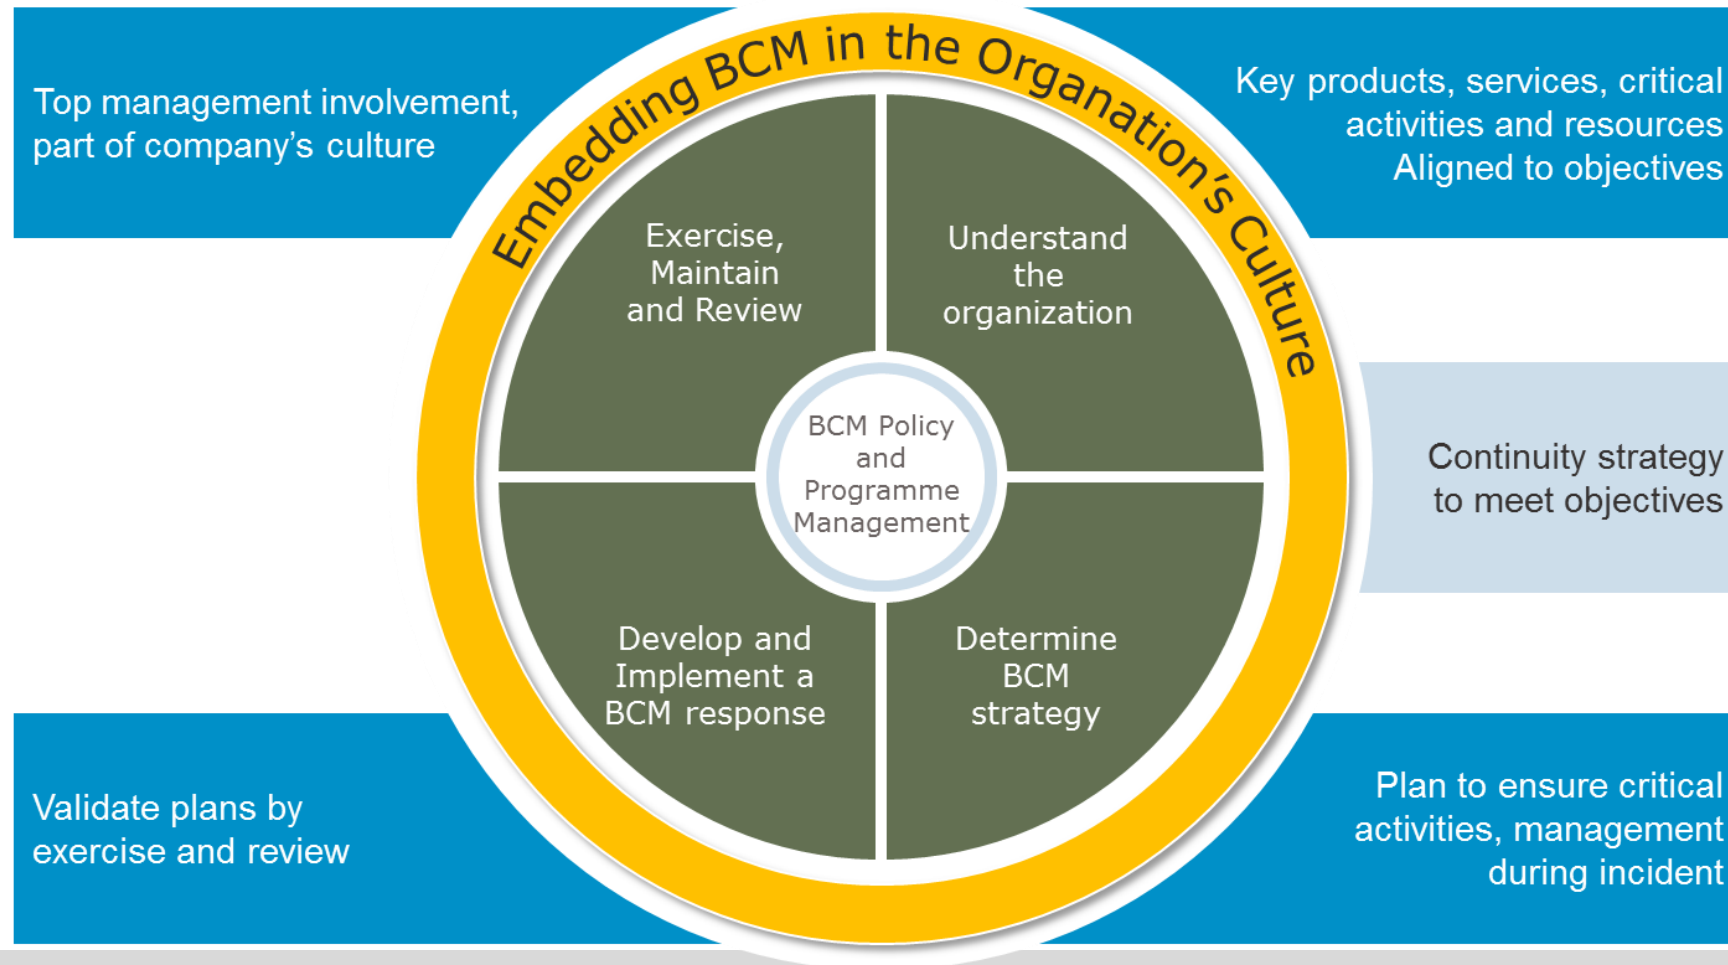 Embedding BCM in the Organation's Culture
Top management involvement,
part of company's culture
Key products, services, critical
activities and resources
Aligned to objectives
Exercise,
Maintain
and Review
Understand
the
organization
BCM Policy
and
Programme
Management
Continuity strategy
to meet objectives
Develop and
Implement a
BCM response
Determine
BCM
strategy
Validate plans by
exercise and review
Plan to ensure critical
activities, management
during incident